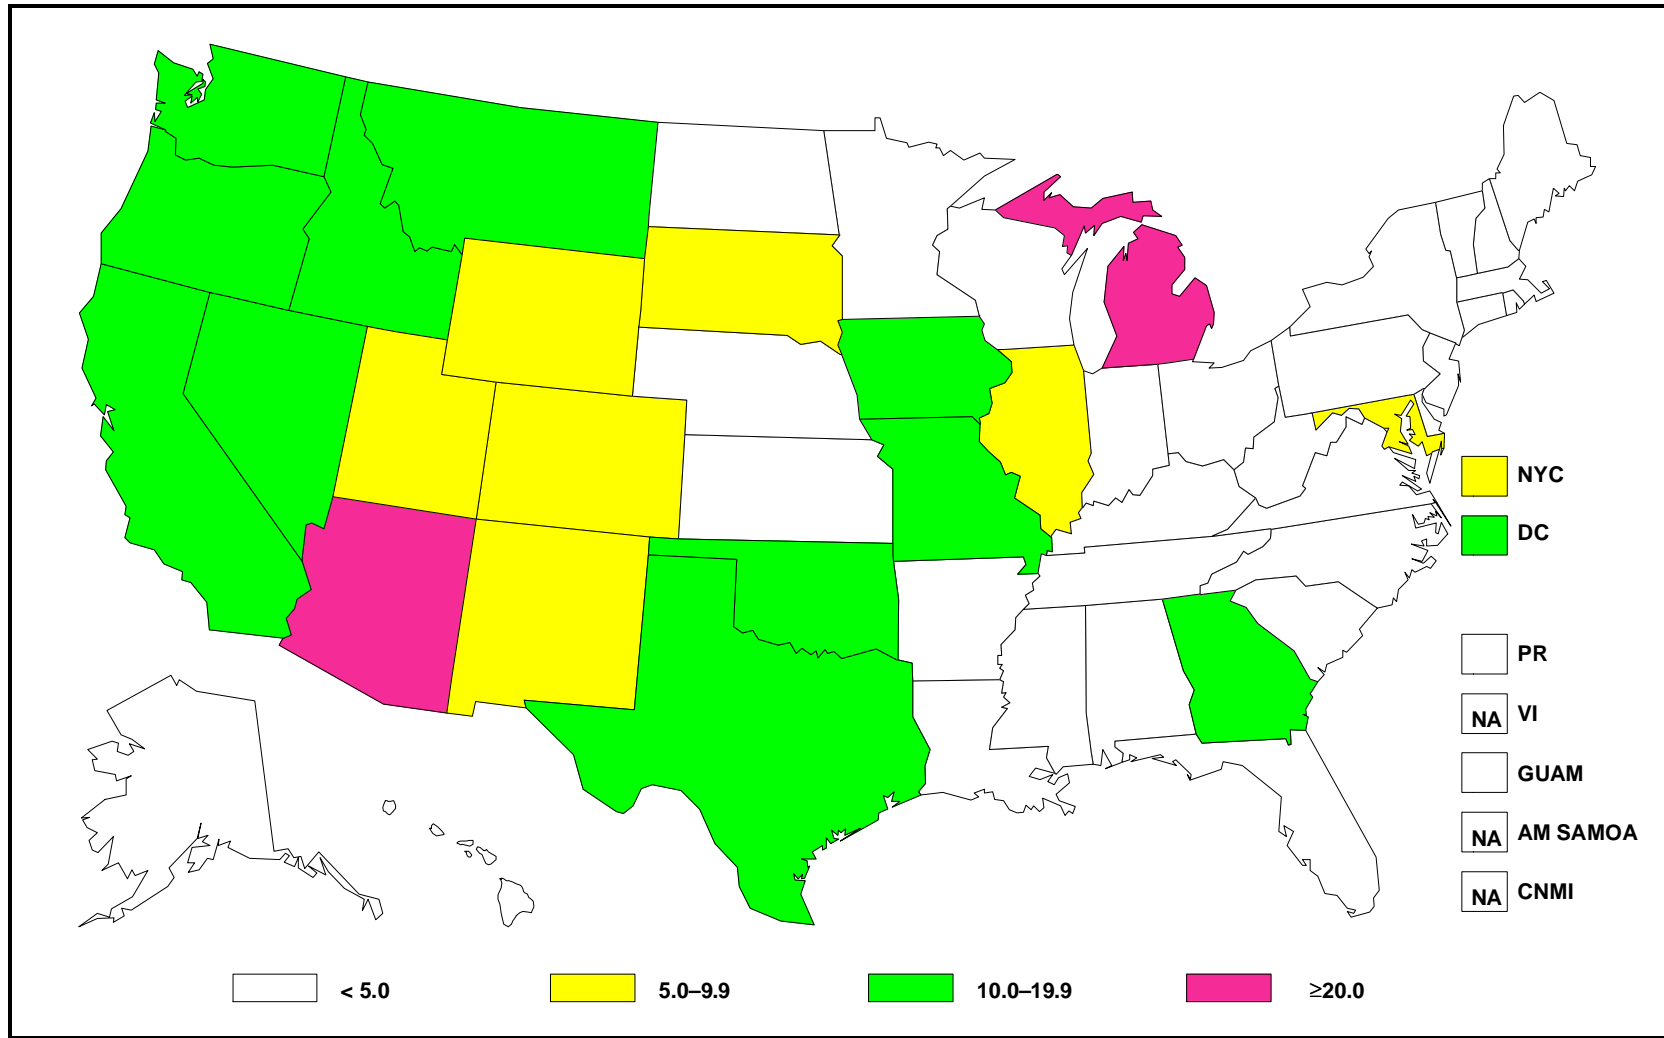 NYC
DC
PR
NA VI
GUAM
NA AM SAMOA
NA CNMI
< 5.0 5.0–9.9 10.0–19.9 ≥20.0